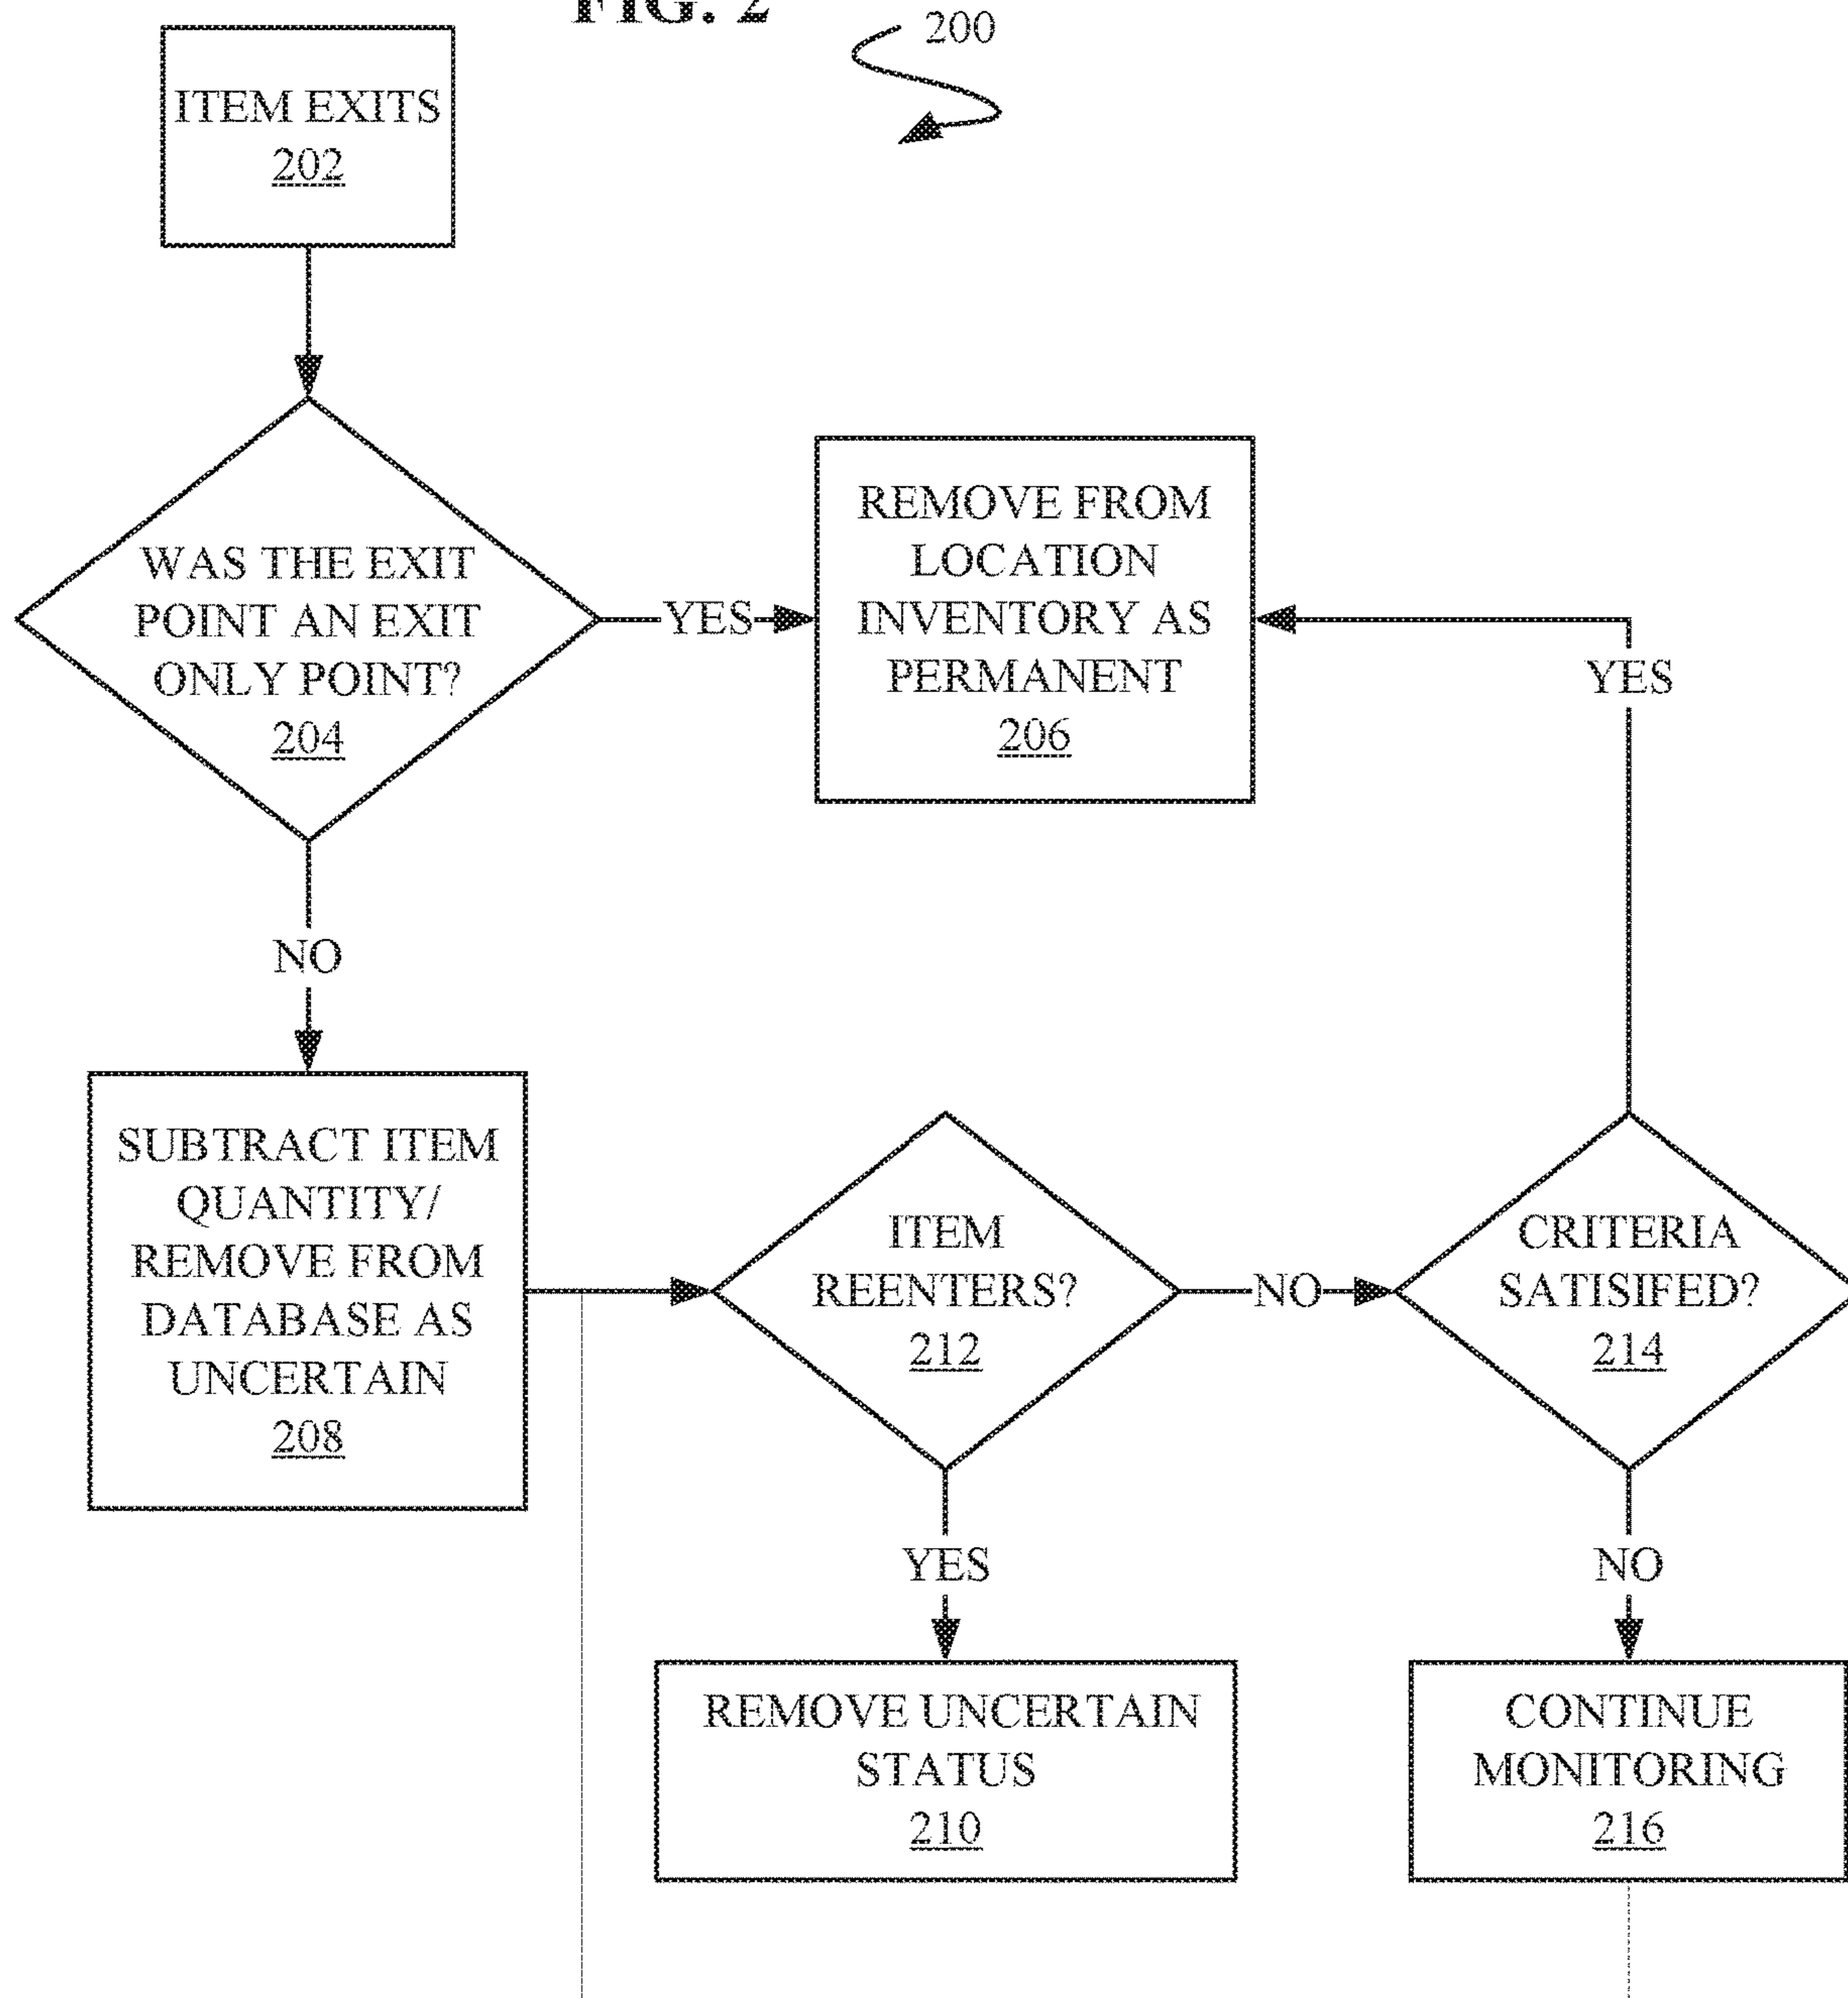 FIG. 2
200
ITEM EXITS
202
WAS THE EXIT
POINT AN EXIT
ONLY POINT?
204
YES
REMOVE FROM
LOCATION
INVENTORY AS
PERMANENT
206
YES
NO
SUBTRACT ITEM
QUANTITY/
REMOVE FROM
DATABASE AS
UNCERTAIN
208
ITEM
REENTERS?
212
NO
CRITERIA
SATISIFED?
214
YES
NO
REMOVE UNCERTAIN
STATUS
210
CONTINUE
MONITORING
216